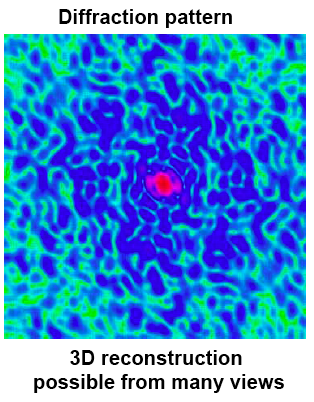 Diffraction pattern
3D reconstruction
possible from many views